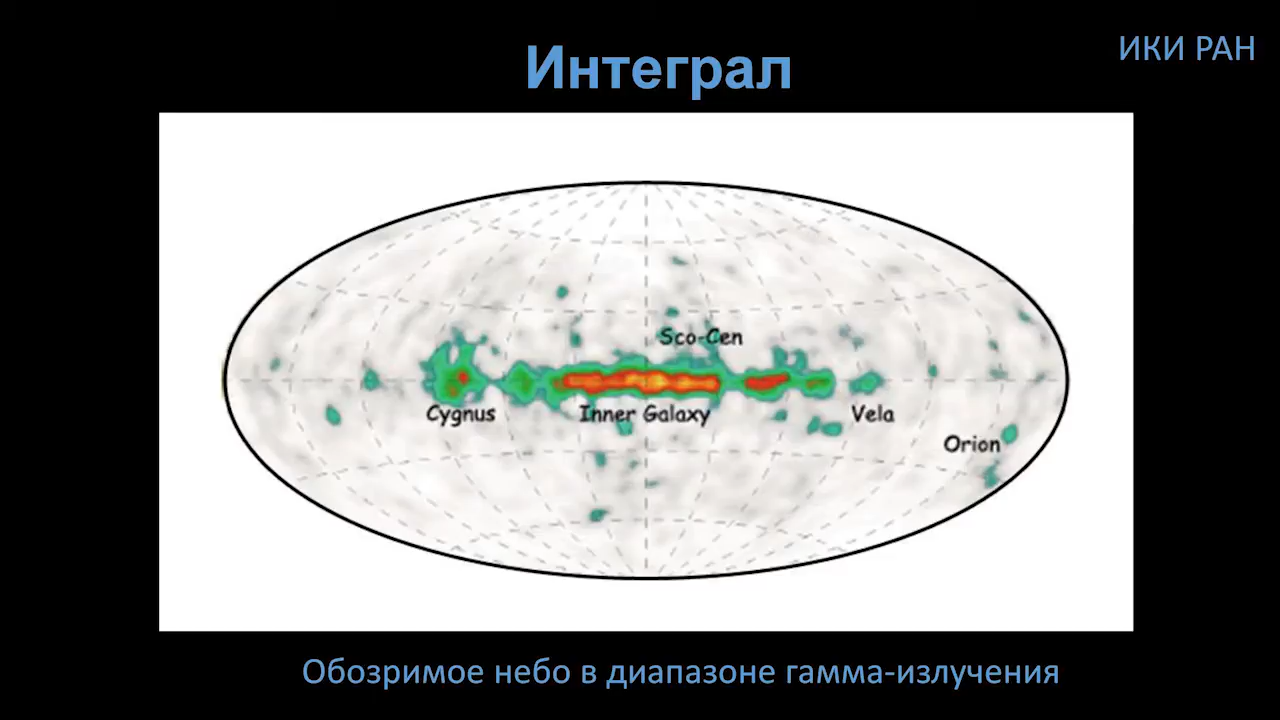 Интеграл
ИКИ РАН
Sco-Cen
Cygnus
Inner Galaxy
Vela
Orion
Обозримое небо в диапазоне гамма-излучения